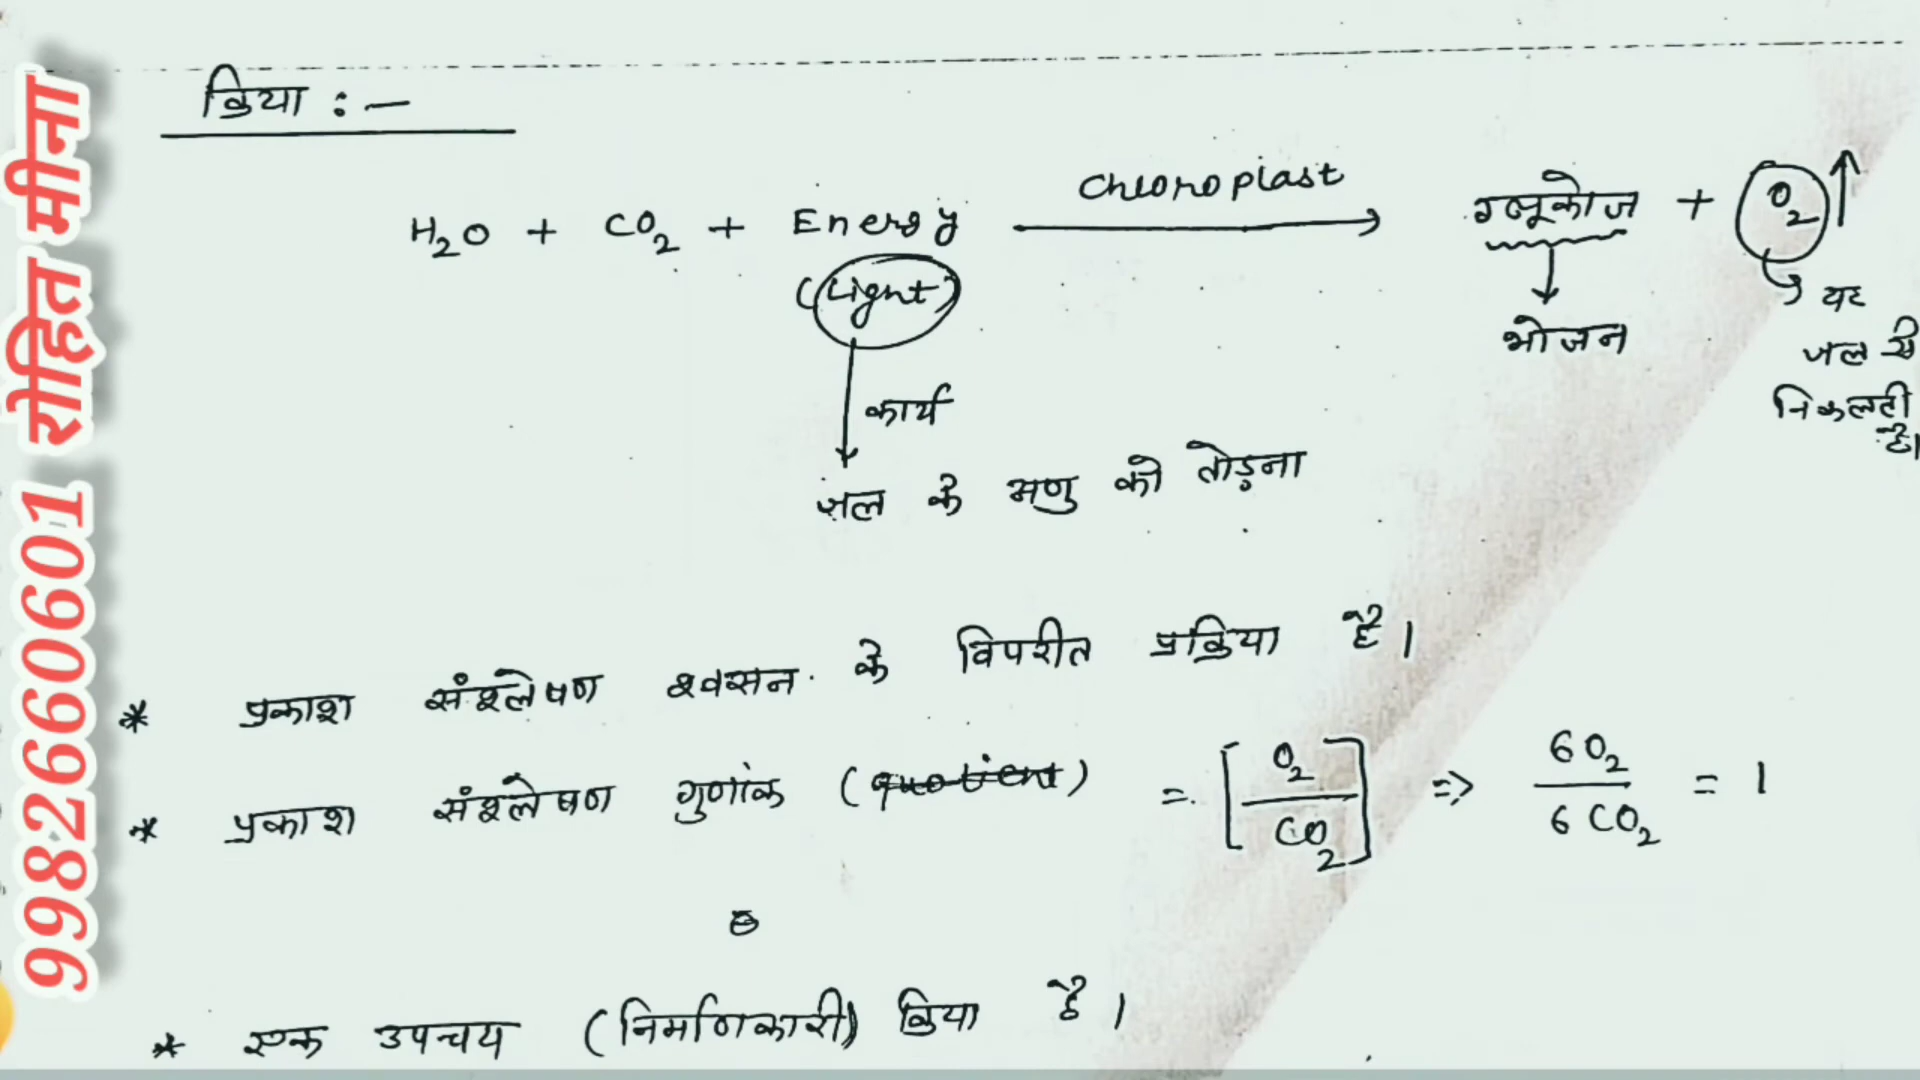 क्रिया :-
H₂O + CO₂ + Energy (Light) Chloroplast → ग्लूकोज + O₂ ↑
↓ भोजन
→ यह
जल से
निकलती
है।
↓ कार्य
जल के अणु को तोड़ना
* प्रकाश संश्लेषण श्वसन के विपरीत प्रक्रिया है।
* प्रकाश संश्लेषण गुणांक (quotient) = [O₂/CO₂] => 6O₂/6CO₂ = 1
* एक उपचय (निर्माणकारी) क्रिया है।
9982660601 रोहित मीना